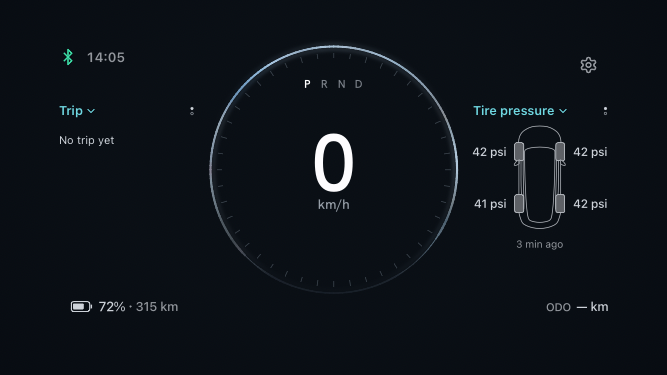 14:05
P R N D
Trip
Tire pressure
No trip yet
0
km/h
42 psi
42 psi
41 psi
42 psi
3 min ago
72% · 315 km
ODO — km